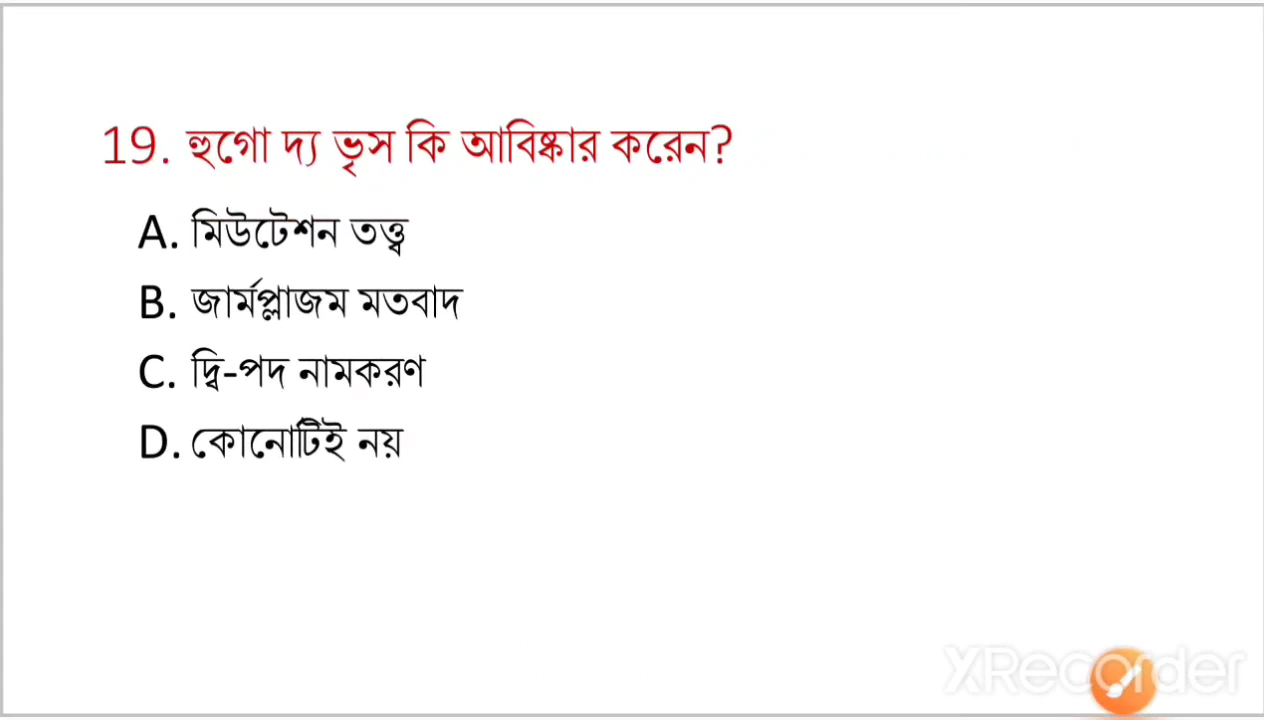 19. হুগো দ্য ভৃস কি আবিষ্কার করেন?
A. মিউটেশন তত্ত্ব
B. জার্মপ্লাজম মতবাদ
C. দ্বি-পদ নামকরণ
D. কোনোটিই নয়
XRecorder